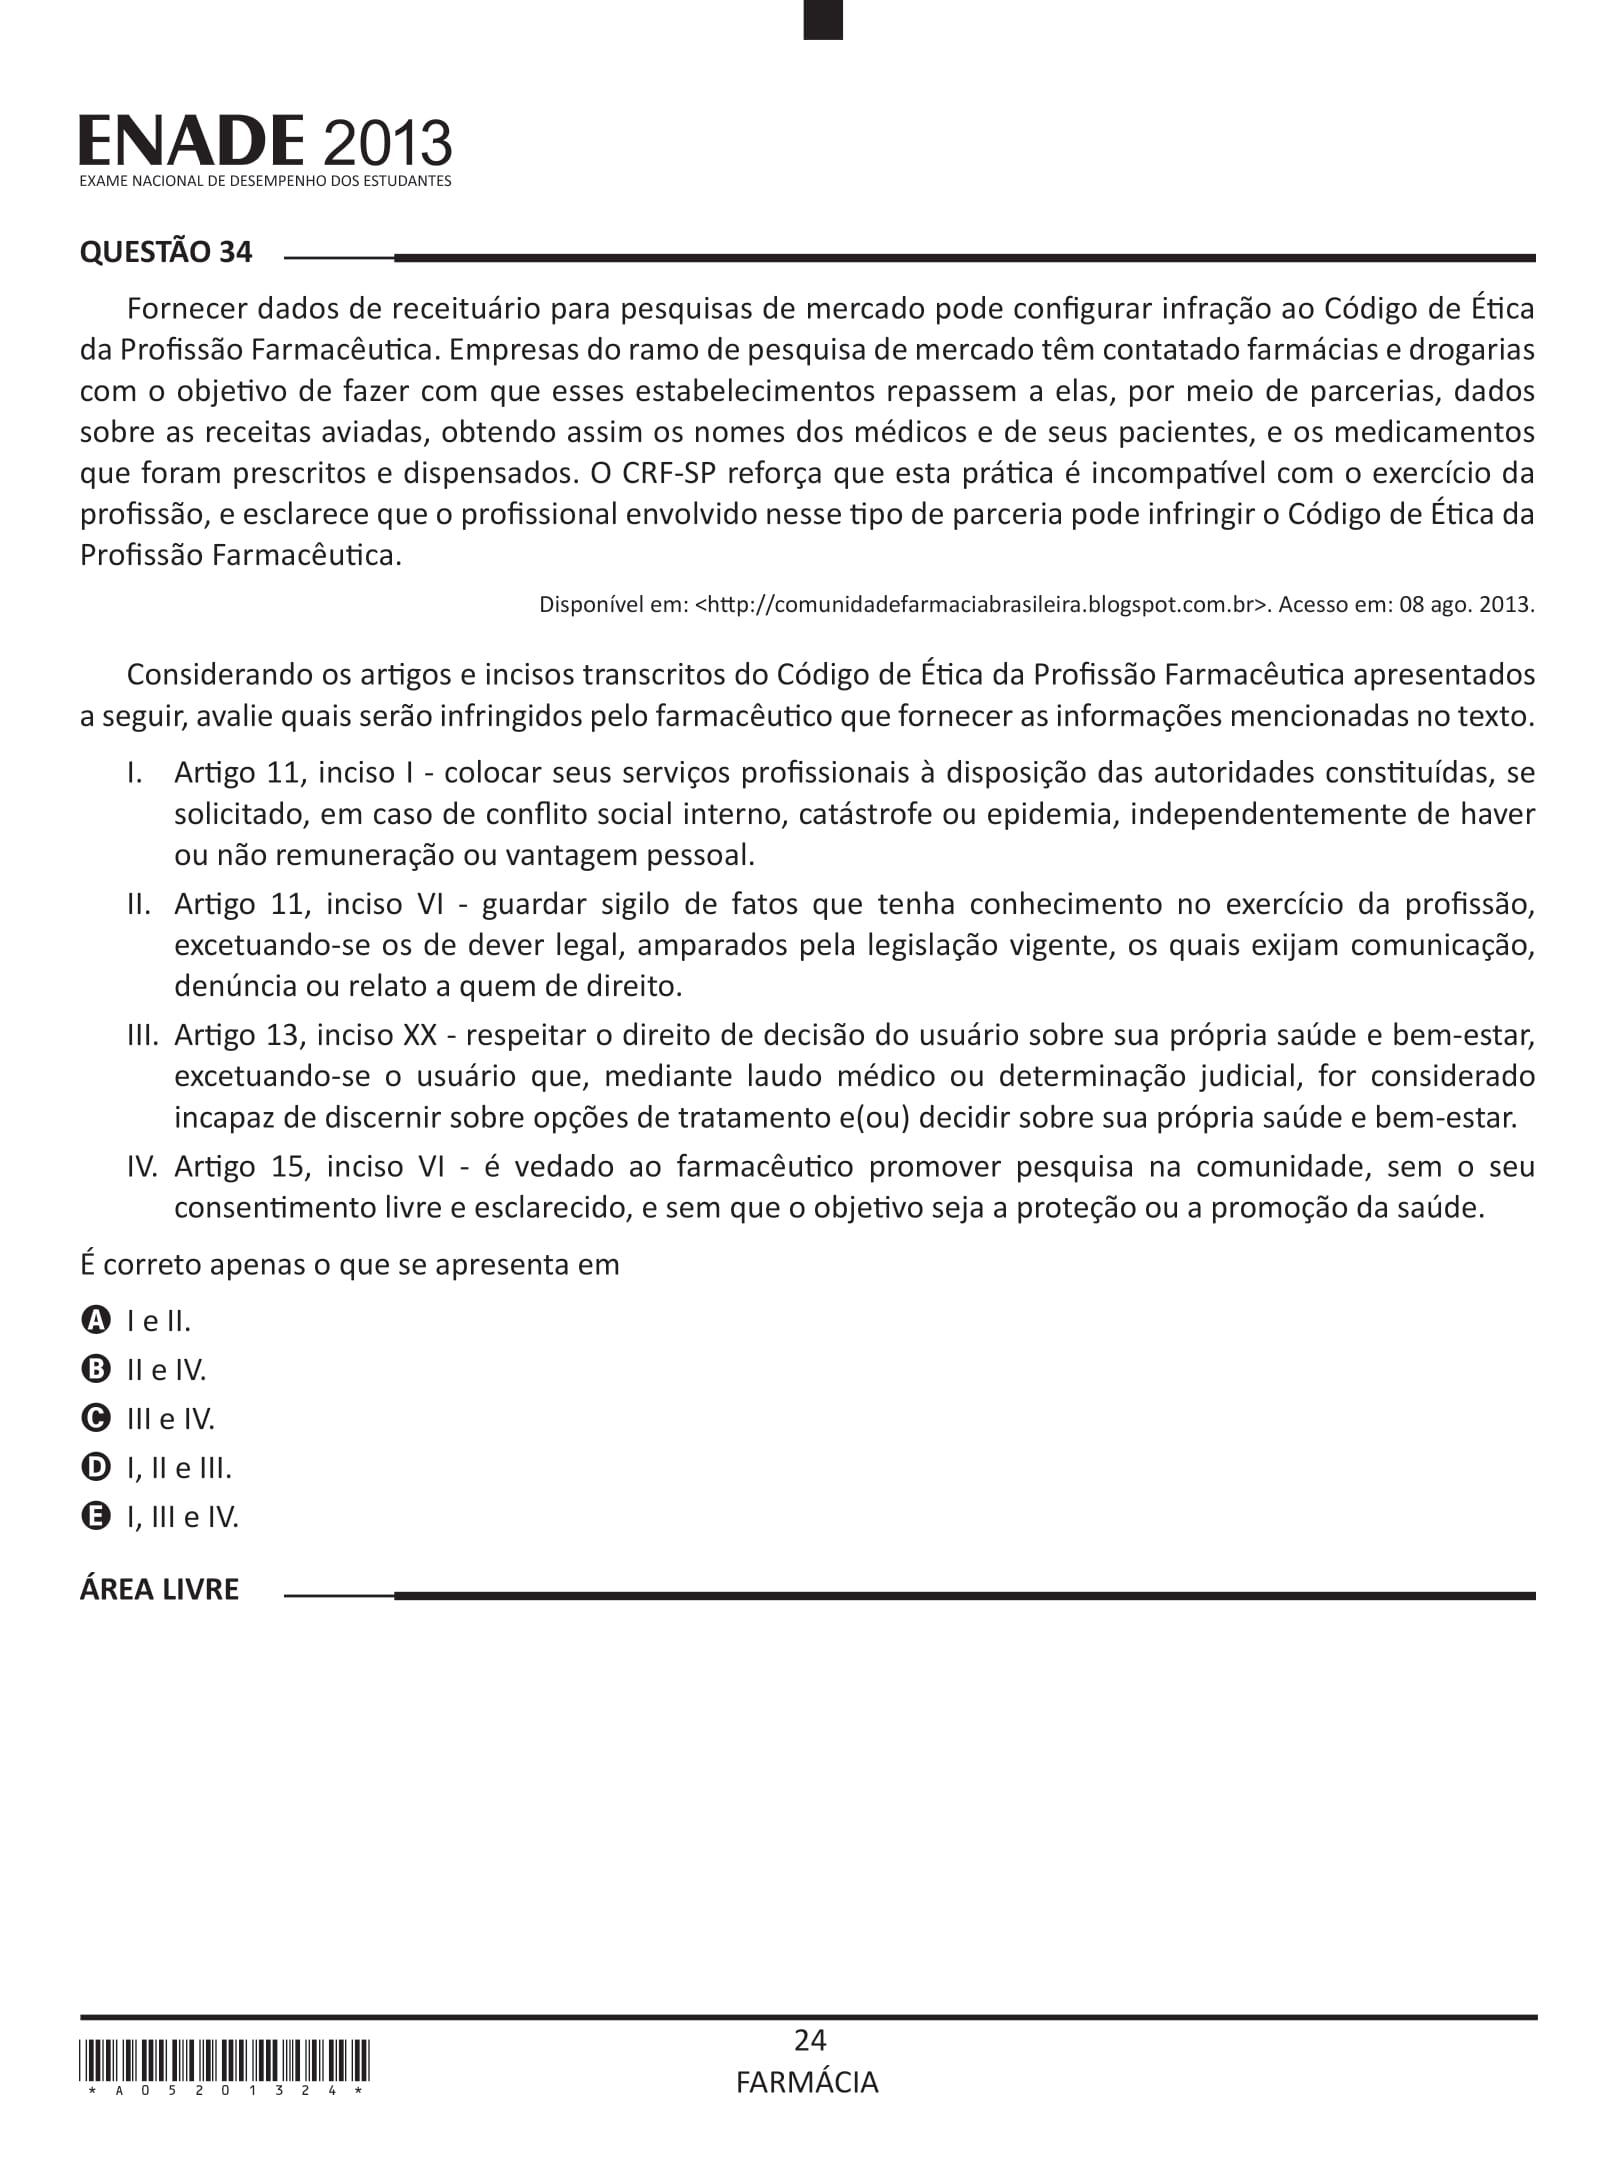 ENADE 2013
EXAME NACIONAL DE DESEMPENHO DOS ESTUDANTES
QUESTÃO 34
Fornecer dados de receituário para pesquisas de mercado pode configurar infração ao Código de Ética
da Profissão Farmacêutica. Empresas do ramo de pesquisa de mercado têm contatado farmácias e drogarias
com o objetivo de fazer com que esses estabelecimentos repassem a elas, por meio de parcerias, dados
sobre as receitas aviadas, obtendo assim os nomes dos médicos e de seus pacientes, e os medicamentos
que foram prescritos e dispensados. O CRF-SP reforça que esta prática é incompatível com o exercício da
profissão, e esclarece que o profissional envolvido nesse tipo de parceria pode infringir o Código de Ética da
Profissão Farmacêutica.
Disponível em: <http://comunidadefarmaciabrasileira.blogspot.com.br>. Acesso em: 08 ago. 2013.
Considerando os artigos e incisos transcritos do Código de Ética da Profissão Farmacêutica apresentados
a seguir, avalie quais serão infringidos pelo farmacêutico que fornecer as informações mencionadas no texto.
I. Artigo 11, inciso I - colocar seus serviços profissionais à disposição das autoridades constituídas, se
solicitado, em caso de conflito social interno, catástrofe ou epidemia, independentemente de haver
ou não remuneração ou vantagem pessoal.
II. Artigo 11, inciso VI - guardar sigilo de fatos que tenha conhecimento no exercício da profissão,
excetuando-se os de dever legal, amparados pela legislação vigente, os quais exijam comunicação,
denúncia ou relato a quem de direito.
III. Artigo 13, inciso XX - respeitar o direito de decisão do usuário sobre sua própria saúde e bem-estar,
excetuando-se o usuário que, mediante laudo médico ou determinação judicial, for considerado
incapaz de discernir sobre opções de tratamento e(ou) decidir sobre sua própria saúde e bem-estar.
IV. Artigo 15, inciso VI - é vedado ao farmacêutico promover pesquisa na comunidade, sem o seu
consentimento livre e esclarecido, e sem que o objetivo seja a proteção ou a promoção da saúde.
É correto apenas o que se apresenta em
A I e II.
B II e IV.
C III e IV.
D I, II e III.
E I, III e IV.
ÁREA LIVRE
24
FARMÁCIA
* A 0 5 2 0 1 3 2 4 *